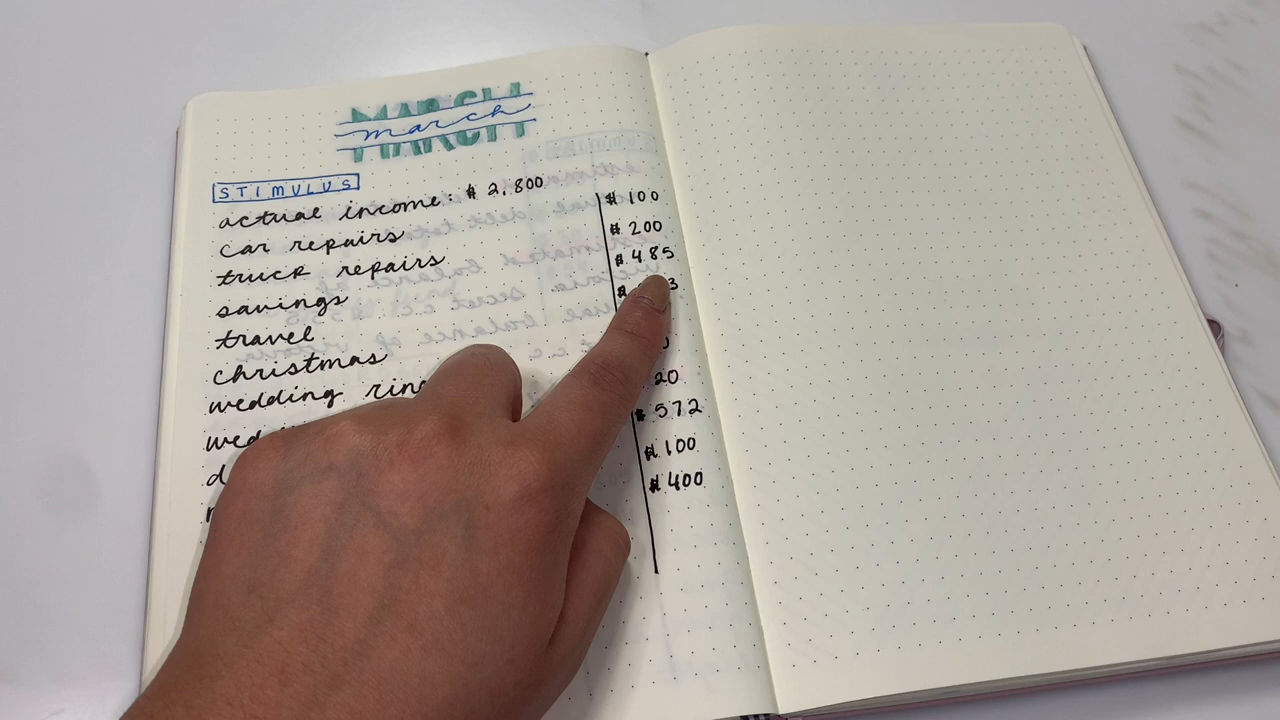 MARCH
march
STIMULUS
actual income: $ 2,800
car repairs $ 100
truck repairs $ 200
savings $ 485
travel
christmas
wedding
20
$ 572
$ 100
$ 400